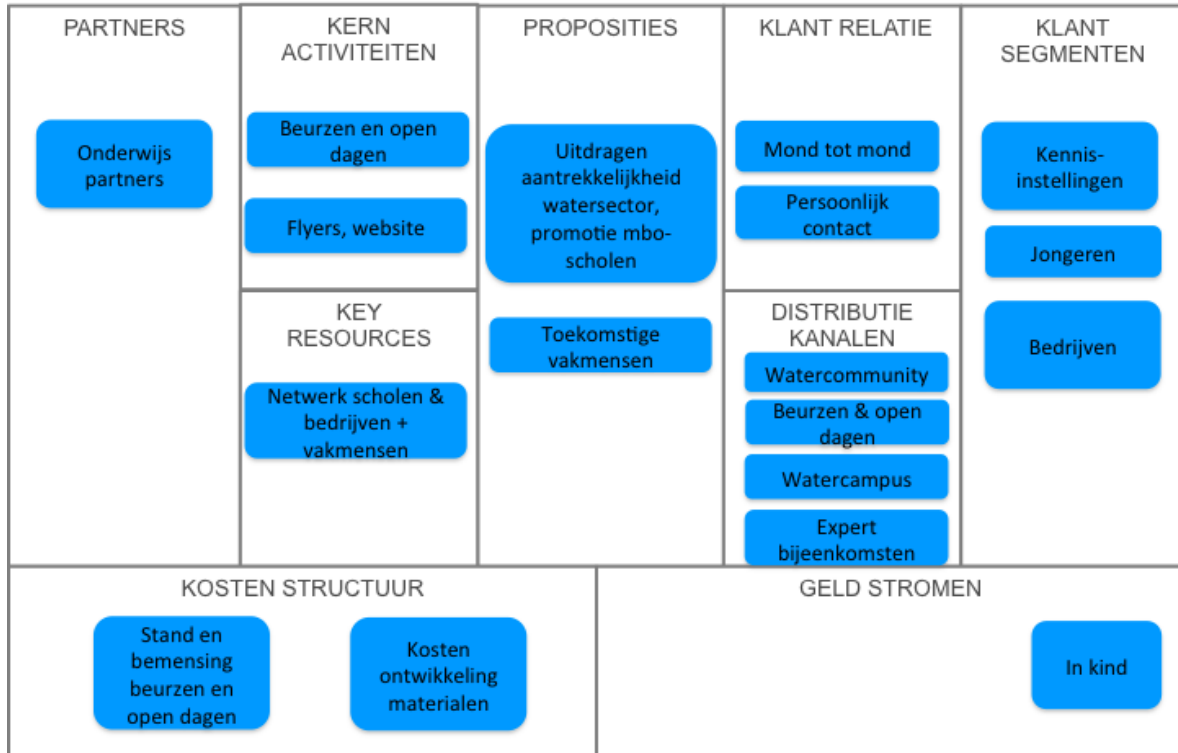 PARTNERS
Onderwijs
partners
KERN
ACTIVITEITEN
Beurzen en open
dagen
Flyers, website
KEY
RESOURCES
Netwerk scholen &
bedrijven +
vakmensen
PROPOSITIES
Uitdragen
aantrekkelijkheid
watersector,
promotie mbo-
scholen
Toekomstige
vakmensen
KLANT RELATIE
Mond tot mond
Persoonlijk
contact
DISTRIBUTIE
KANALEN
Watercommunity
Beurzen & open
dagen
Watercampus
Expert
bijeenkomsten
KLANT
SEGMENTEN
Kennis-
instellingen
Jongeren
Bedrijven
KOSTEN STRUCTUUR
Stand en
bemensing
beurzen en
open dagen
Kosten
ontwikkeling
materialen
GELD STROMEN
In kind